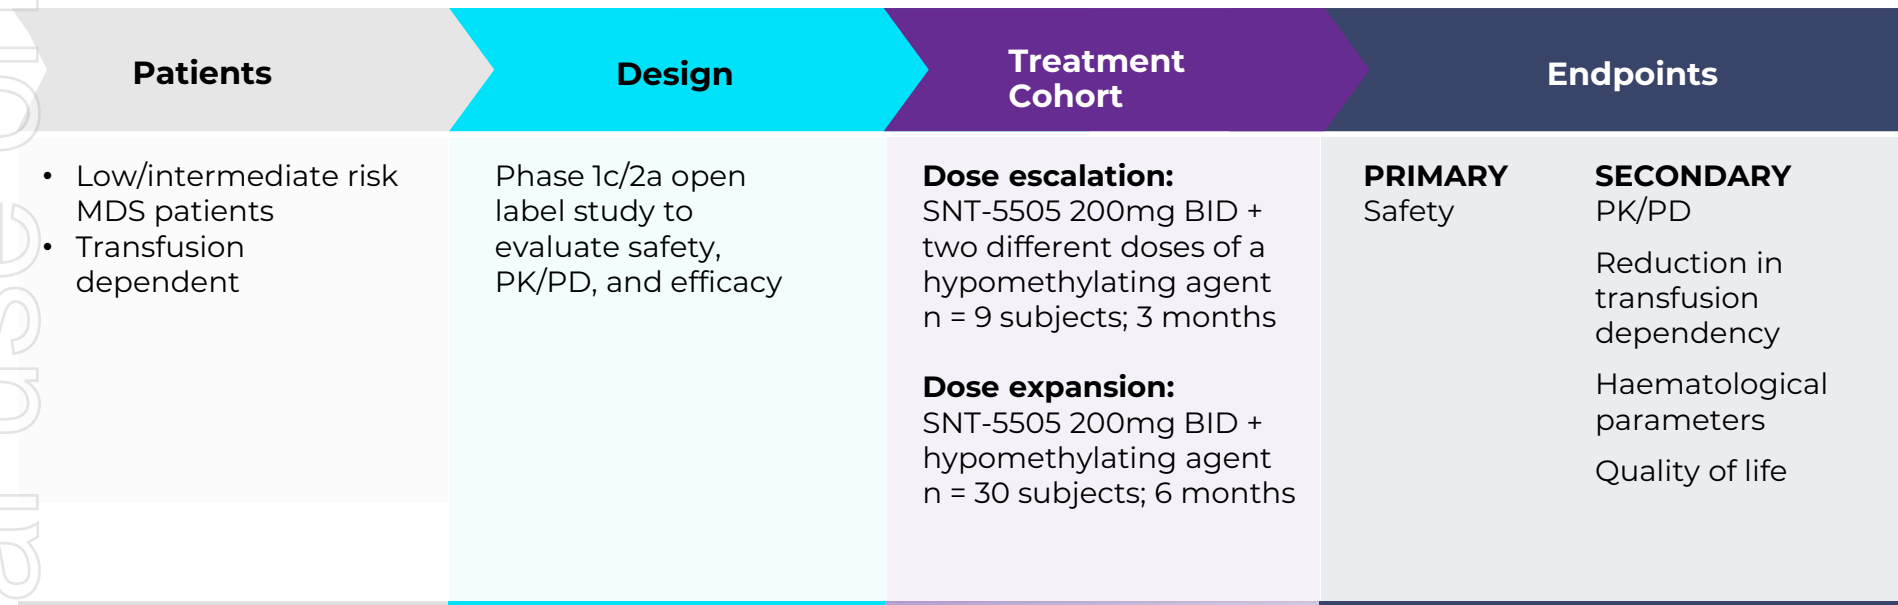 Patients
Design
Treatment
Cohort
Endpoints
• Low/intermediate risk
MDS patients
• Transfusion
dependent
Phase 1c/2a open
label study to
evaluate safety,
PK/PD, and efficacy
Dose escalation:
SNT-5505 200mg BID +
two different doses of a
hypomethylating agent
n = 9 subjects; 3 months
Dose expansion:
SNT-5505 200mg BID +
hypomethylating agent
n = 30 subjects; 6 months
PRIMARY
Safety
SECONDARY
PK/PD
Reduction in
transfusion
dependency
Haematological
parameters
Quality of life
al use on